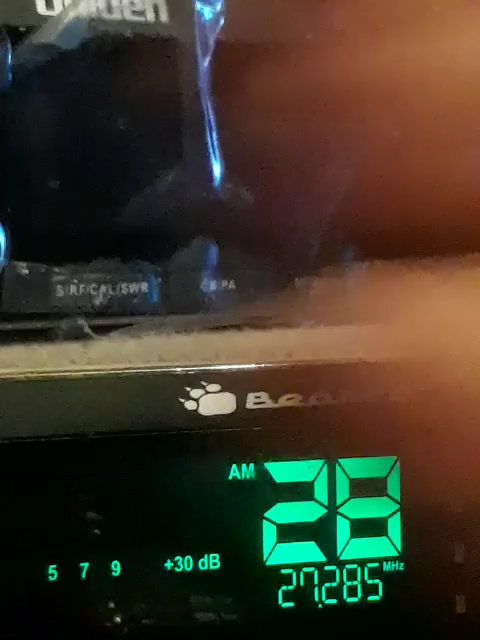 Uniden
S/RF/CAL/SWR
CB/PA
AM
28
5 7 9 +30 dB
27.285 MHz